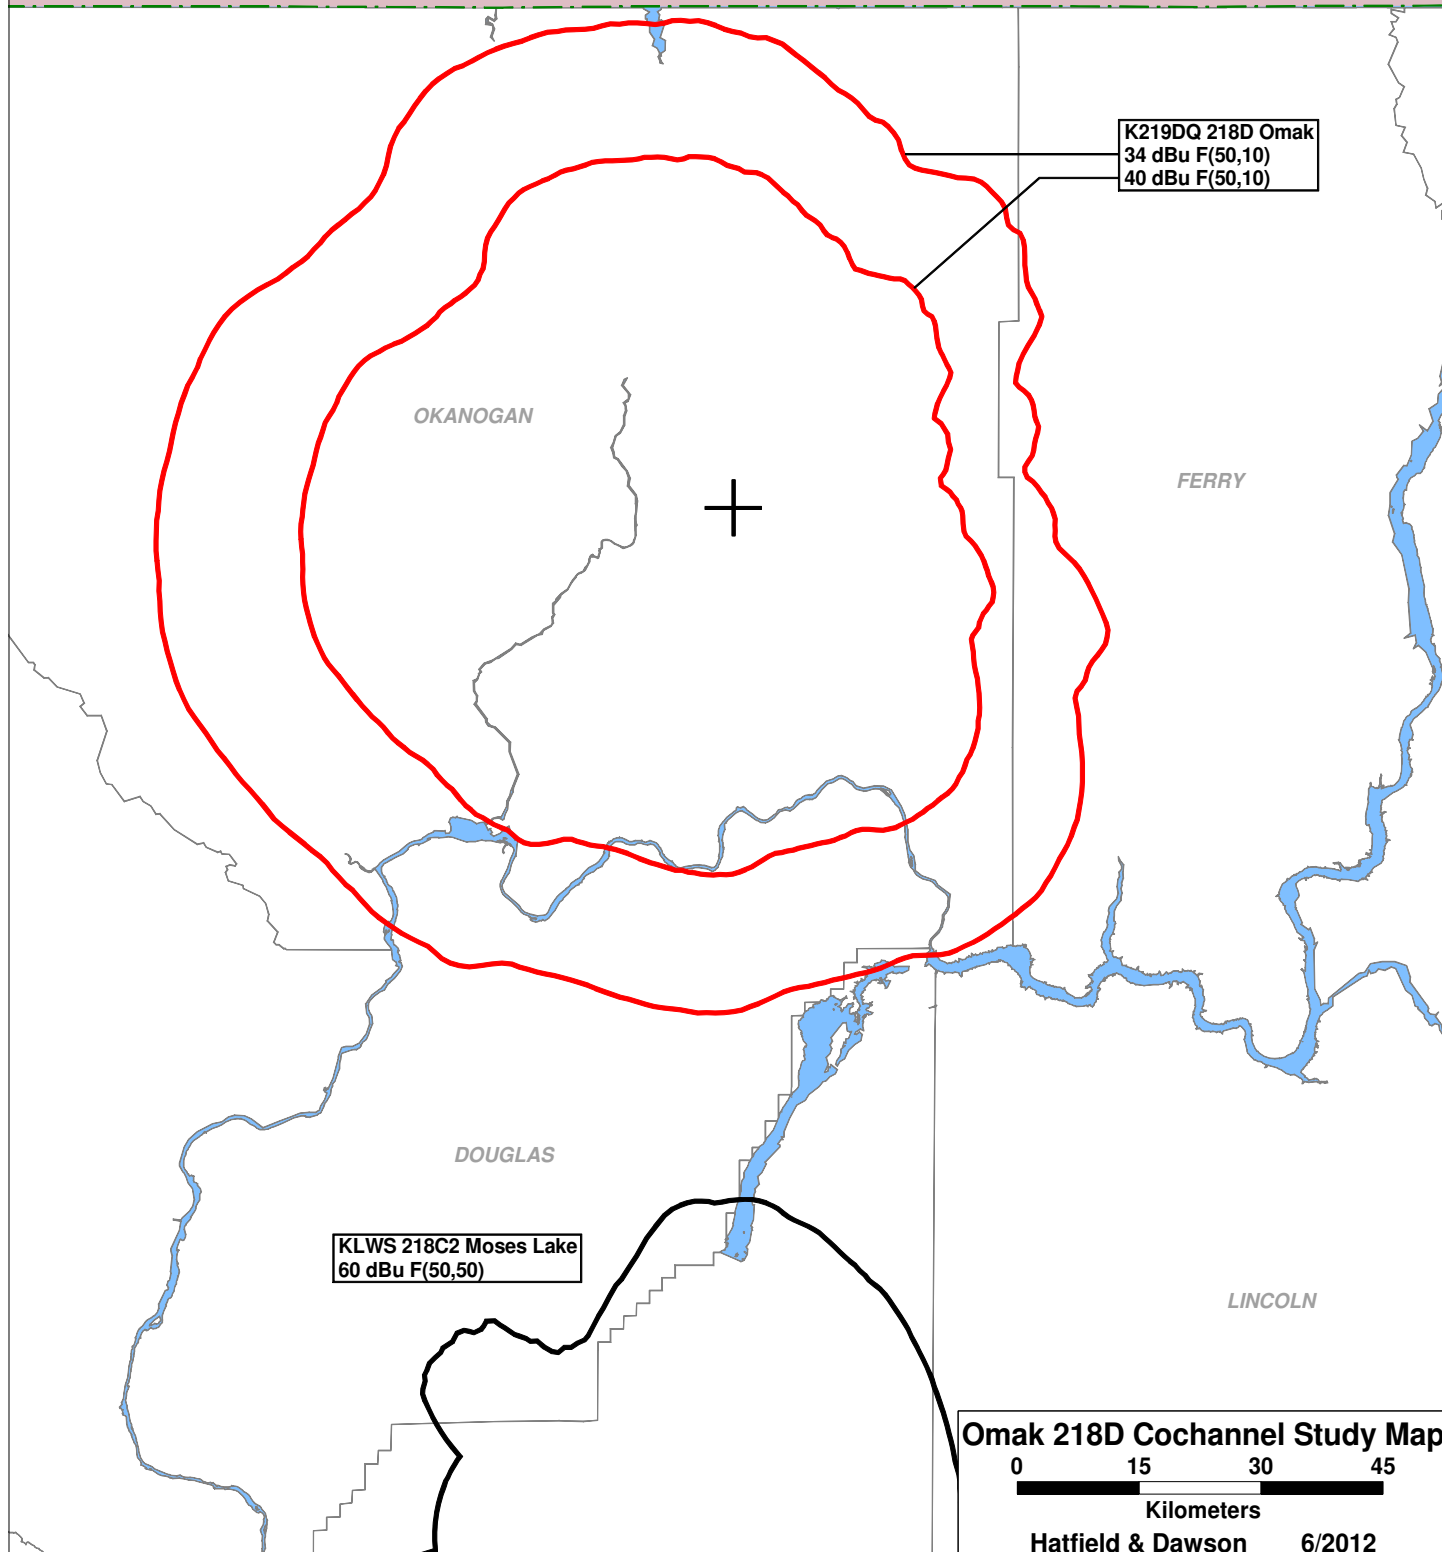 K219DQ 218D Omak
34 dBu F(50,10)
40 dBu F(50,10)
OKANOGAN
FERRY
DOUGLAS
KLWS 218C2 Moses Lake
60 dBu F(50,50)
LINCOLN
Omak 218D Cochannel Study Map
0 15 30 45
Kilometers
Hatfield & Dawson 6/2012